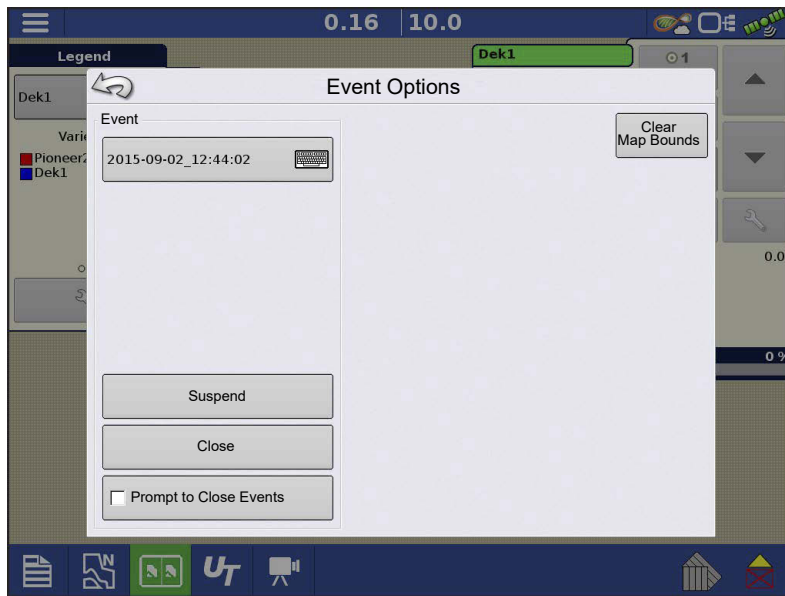 0.16 10.0
Legend
Dek1
1
Event Options
Dek1
Event
Clear
Map Bounds
2015-09-02_12:44:02
Pioneer2
Dek1
0.0
Suspend
0 %
Close
Prompt to Close Events
N
UT